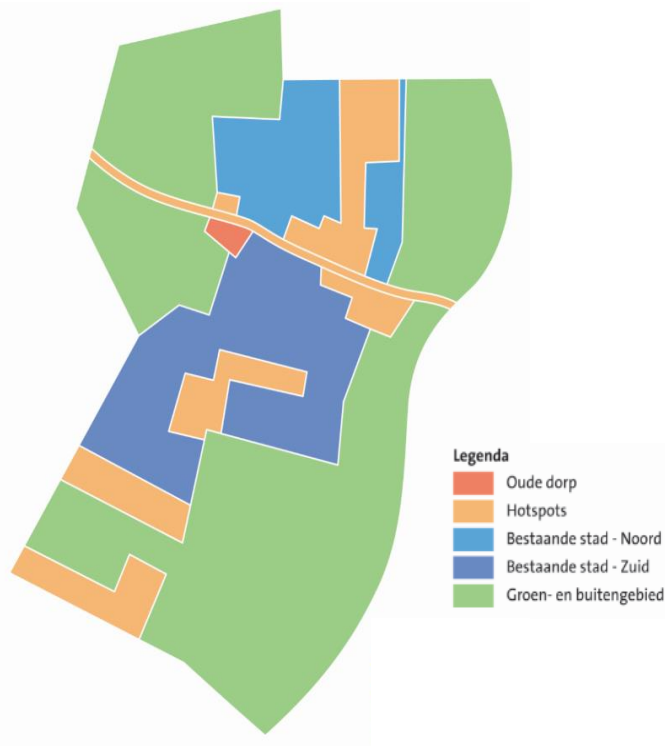 Legenda
Oude dorp
Hotspots
Bestaande stad - Noord
Bestaande stad - Zuid
Groen- en buitengebied